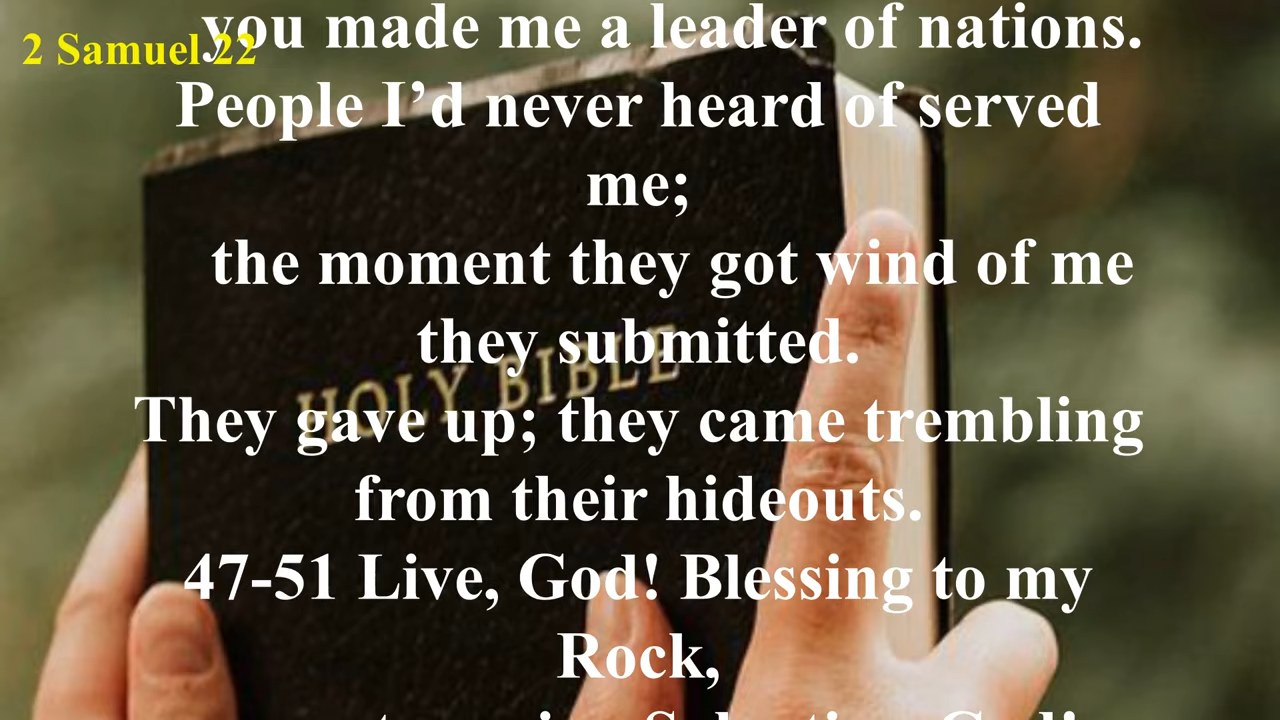 2 Samuel 22
you made me a leader of nations.
People I’d never heard of served
me;
the moment they got wind of me
they submitted.
HOLY BIBLE
They gave up; they came trembling
from their hideouts.
47-51 Live, God! Blessing to my
Rock,